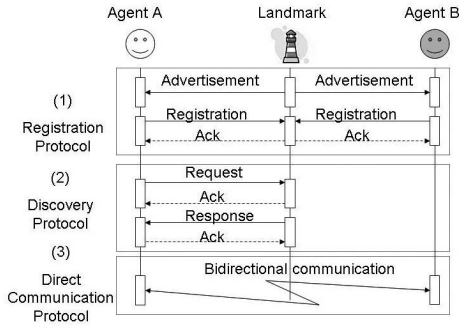 Agent A Landmark Agent B
Advertisement Advertisement
(1)
Registration Registration
Registration
Protocol
Ack Ack
(2)
Request
Discovery
Protocol
Ack
Response
Ack
(3)
Direct
Communication
Protocol
Bidirectional communication